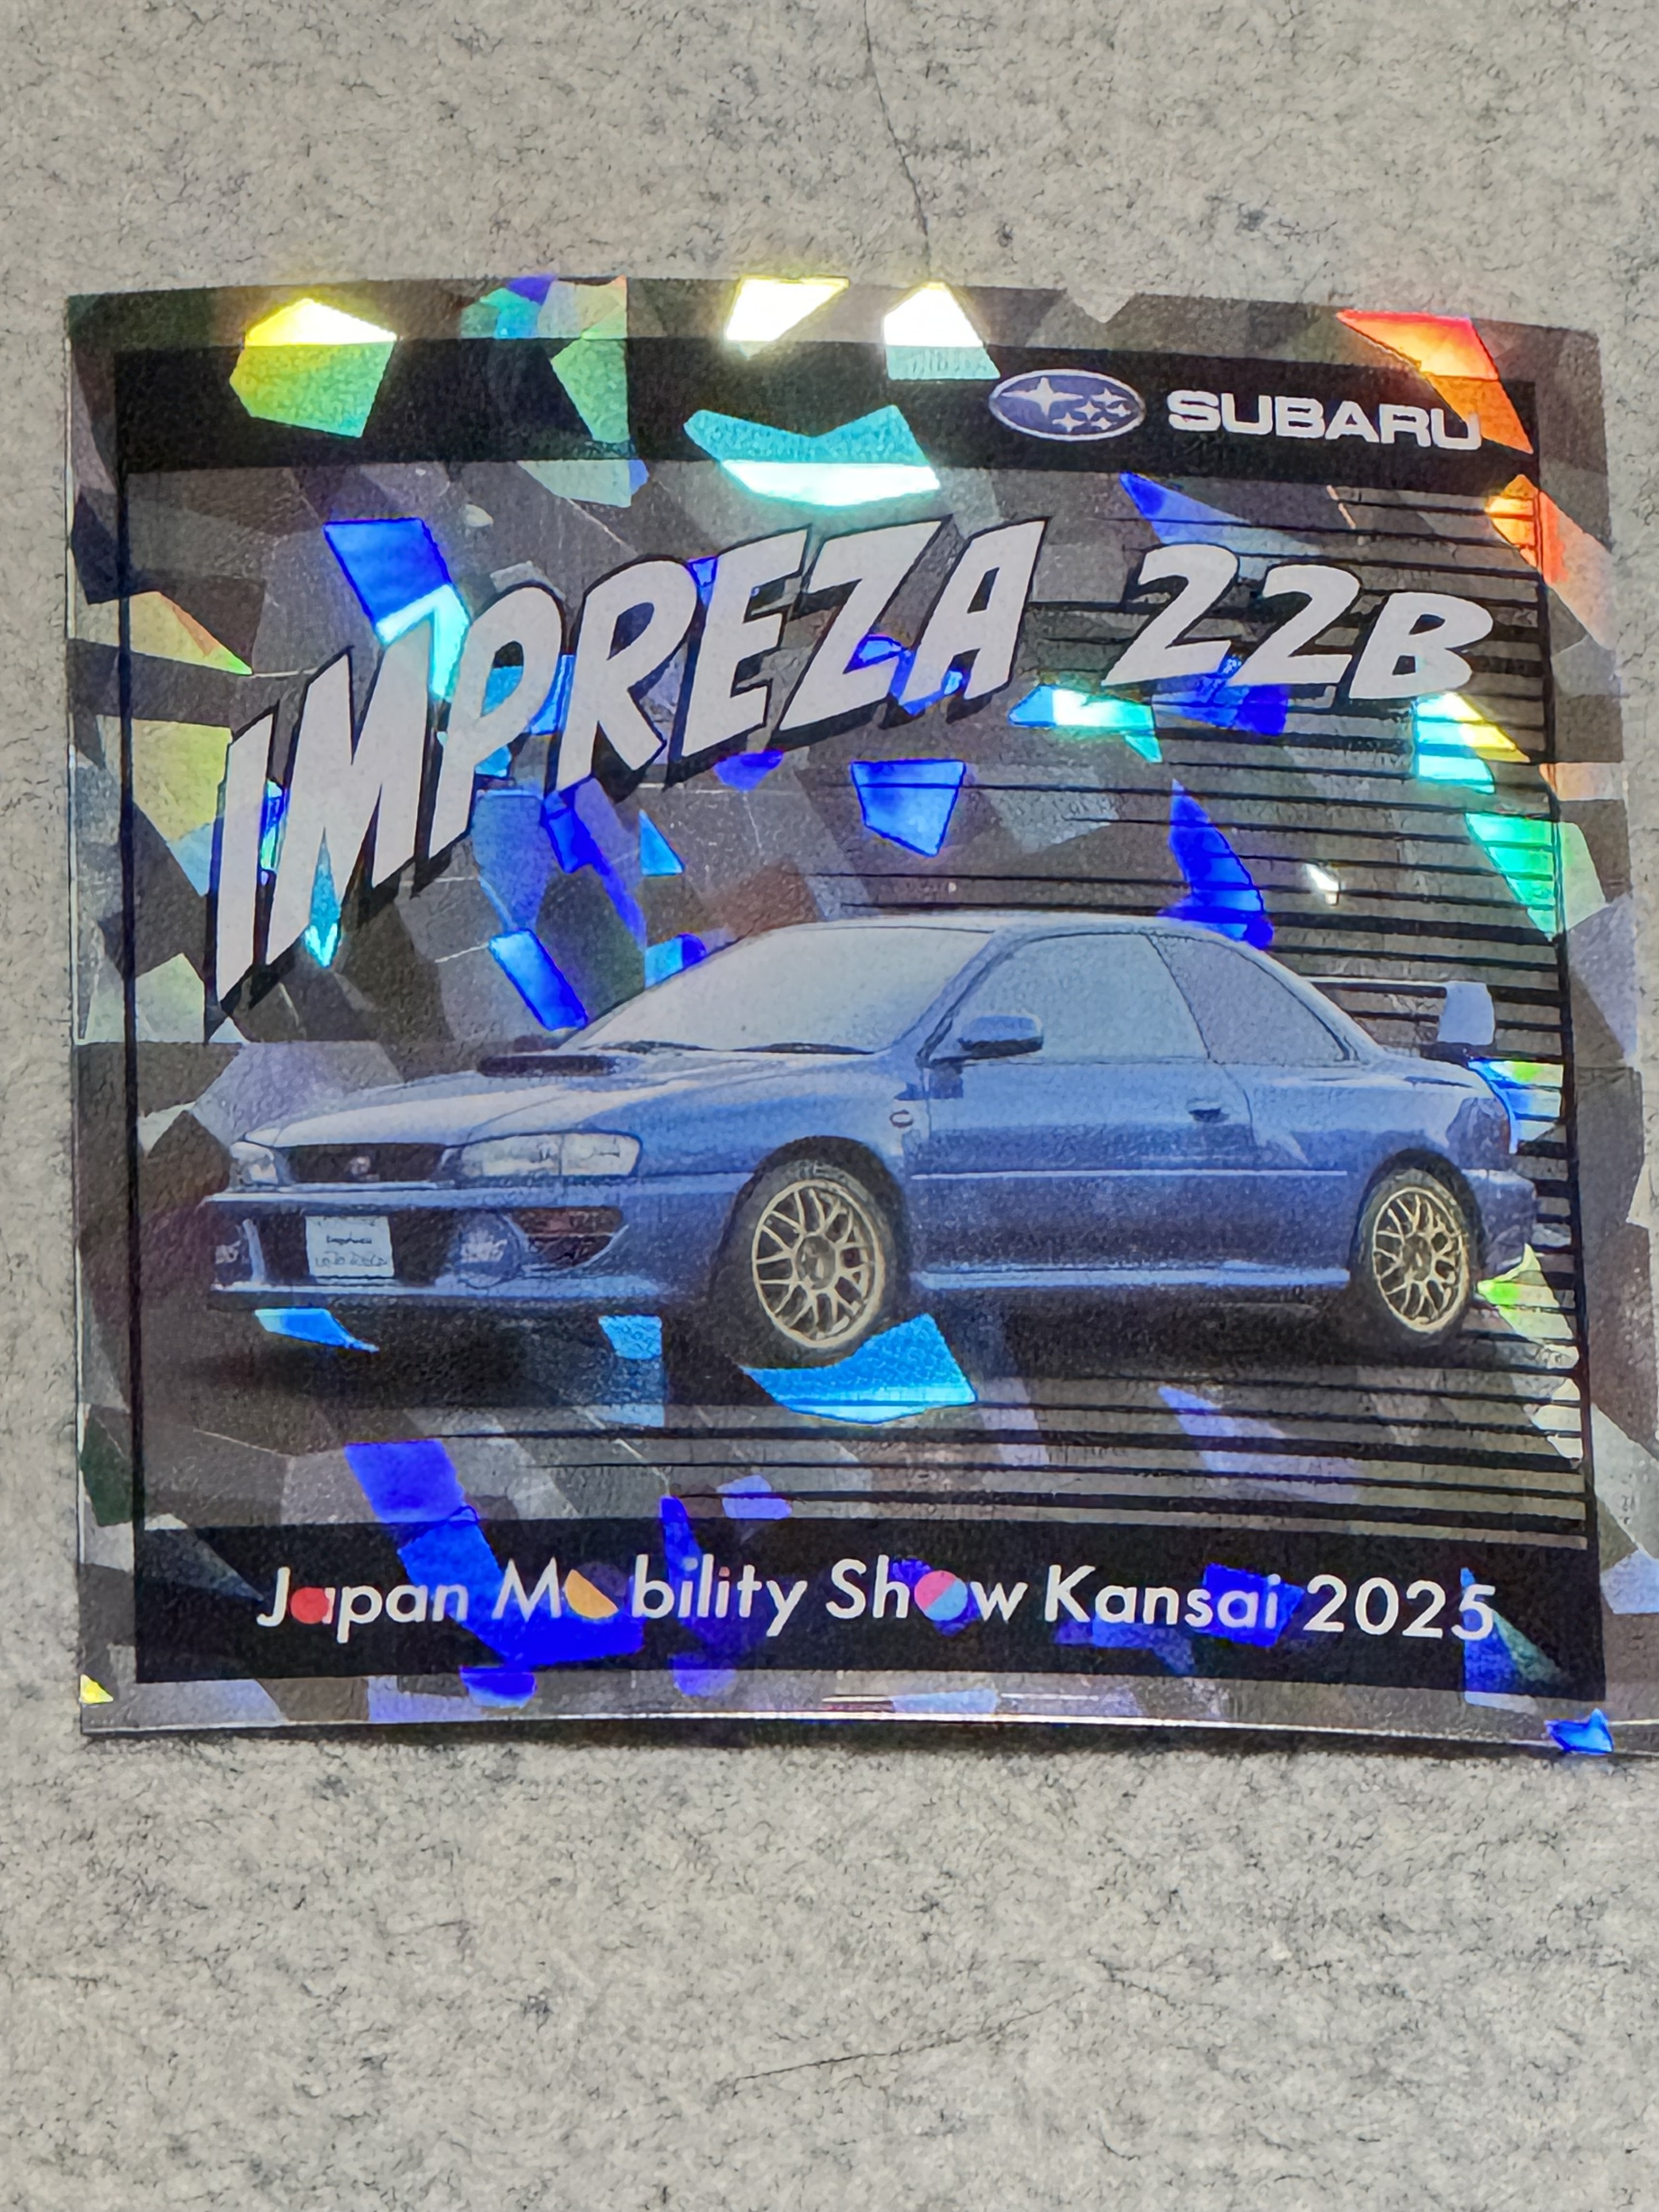 SUBARU
IMPREZA 22B
Japan Mobility Show Kansai 2025